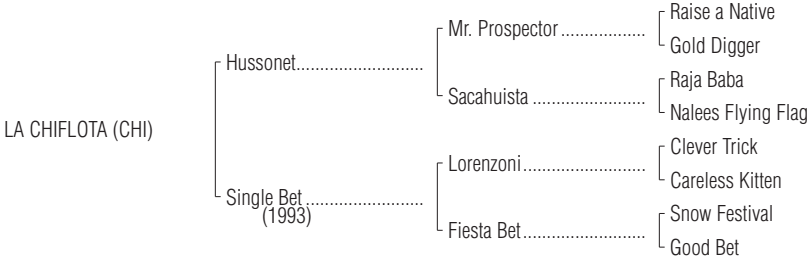 Raise a Native
Mr. Prospector..................
Gold Digger
Hussonet...........................
Raja Baba
Sacahuista ........................
Nalees Flying Flag
LA CHIFLOTA (CHI)
Clever Trick
Lorenzoni..........................
Careless Kitten
Single Bet.........................
(1993)
Snow Festival
Fiesta Bet..........................
Good Bet